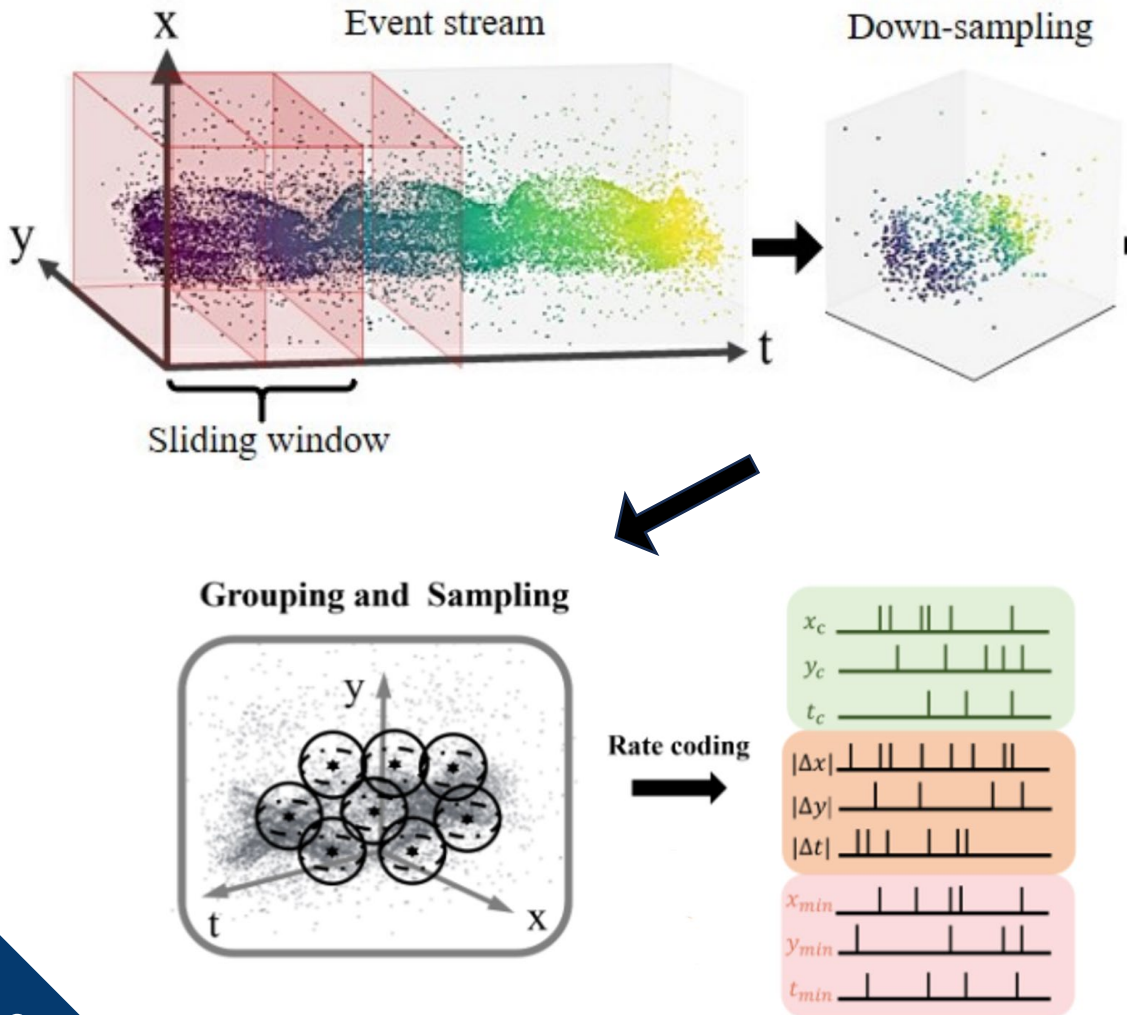 Event stream
Down-sampling
x
y
t
Sliding window
Grouping and Sampling
y
t
x
Rate coding
x_c
y_c
t_c
|Δx|
|Δy|
|Δt|
x_min
y_min
t_min